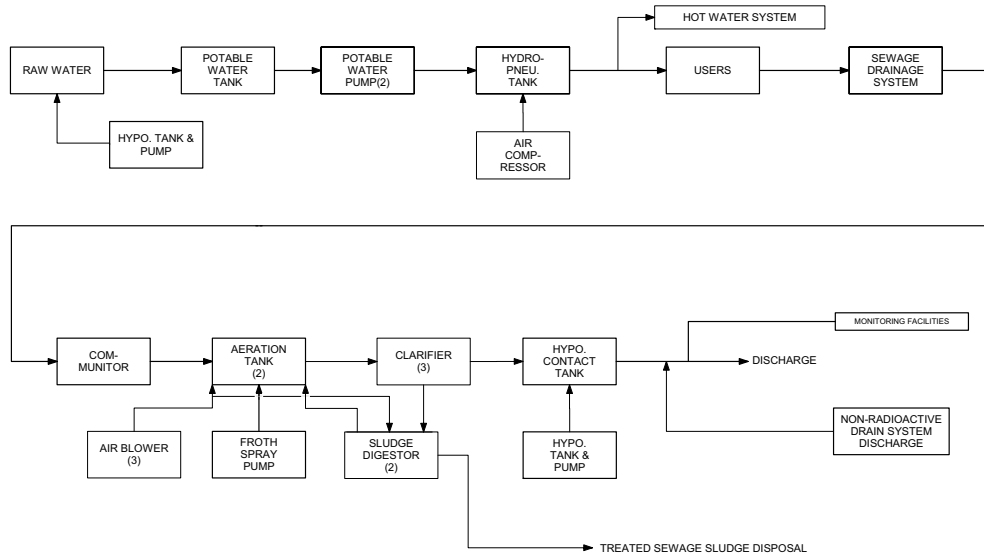 HOT WATER SYSTEM
RAW WATER
POTABLE
WATER
TANK
POTABLE
WATER
PUMP(2)
HYDRO-
PNEU.
TANK
USERS
SEWAGE
DRAINAGE
SYSTEM
HYPO. TANK &
PUMP
AIR
COMP-
RESSOR
MONITORING FACILITIES
COM-
MUNITOR
AERATION
TANK
(2)
CLARIFIER
(3)
HYPO.
CONTACT
TANK
DISCHARGE
AIR BLOWER
(3)
FROTH
SPRAY
PUMP
SLUDGE
DIGESTOR
(2)
HYPO.
TANK &
PUMP
NON-RADIOACTIVE
DRAIN SYSTEM
DISCHARGE
TREATED SEWAGE SLUDGE DISPOSAL